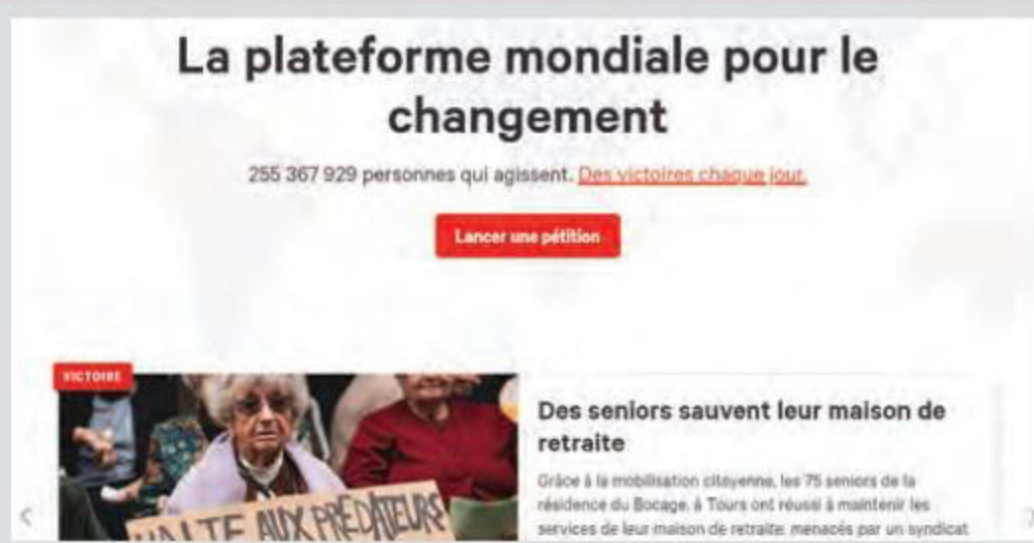 La plateforme mondiale pour le
changement
255 367 929 personnes qui agissent. Des victoires chaque jour.
Lancer une pétition
VICTOIRE
HALTE AUX PRÉDATEURS
Des seniors sauvent leur maison de
retraite
Grâce à la mobilisation citoyenne, les 75 seniors de la
résidence du Bocage, à Tours ont réussi à maintenir les
services de leur maison de retraite, menacés par un syndicat